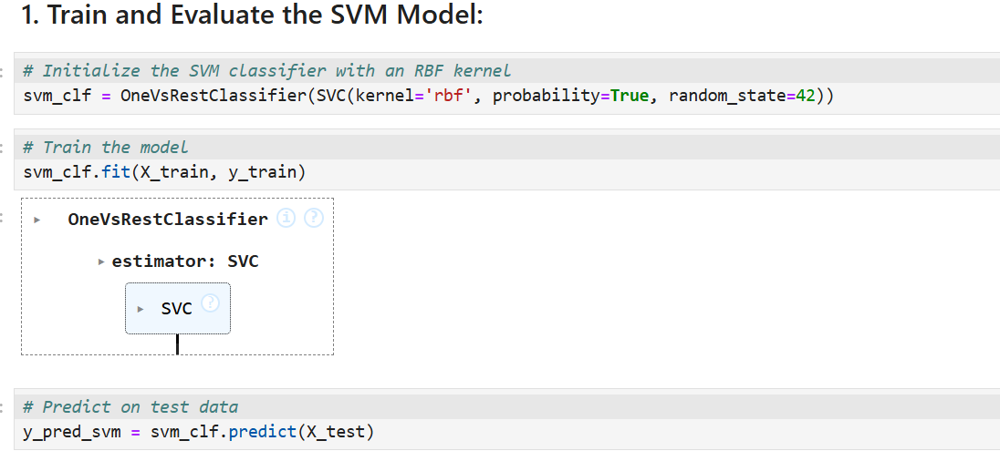 1. Train and Evaluate the SVM Model:
# Initialize the SVM classifier with an RBF kernel
svm_clf = OneVsRestClassifier(SVC(kernel='rbf', probability=True, random_state=42))
# Train the model
svm_clf.fit(X_train, y_train)
OneVsRestClassifier i ?
estimator: SVC
SVC ?
# Predict on test data
y_pred_svm = svm_clf.predict(X_test)